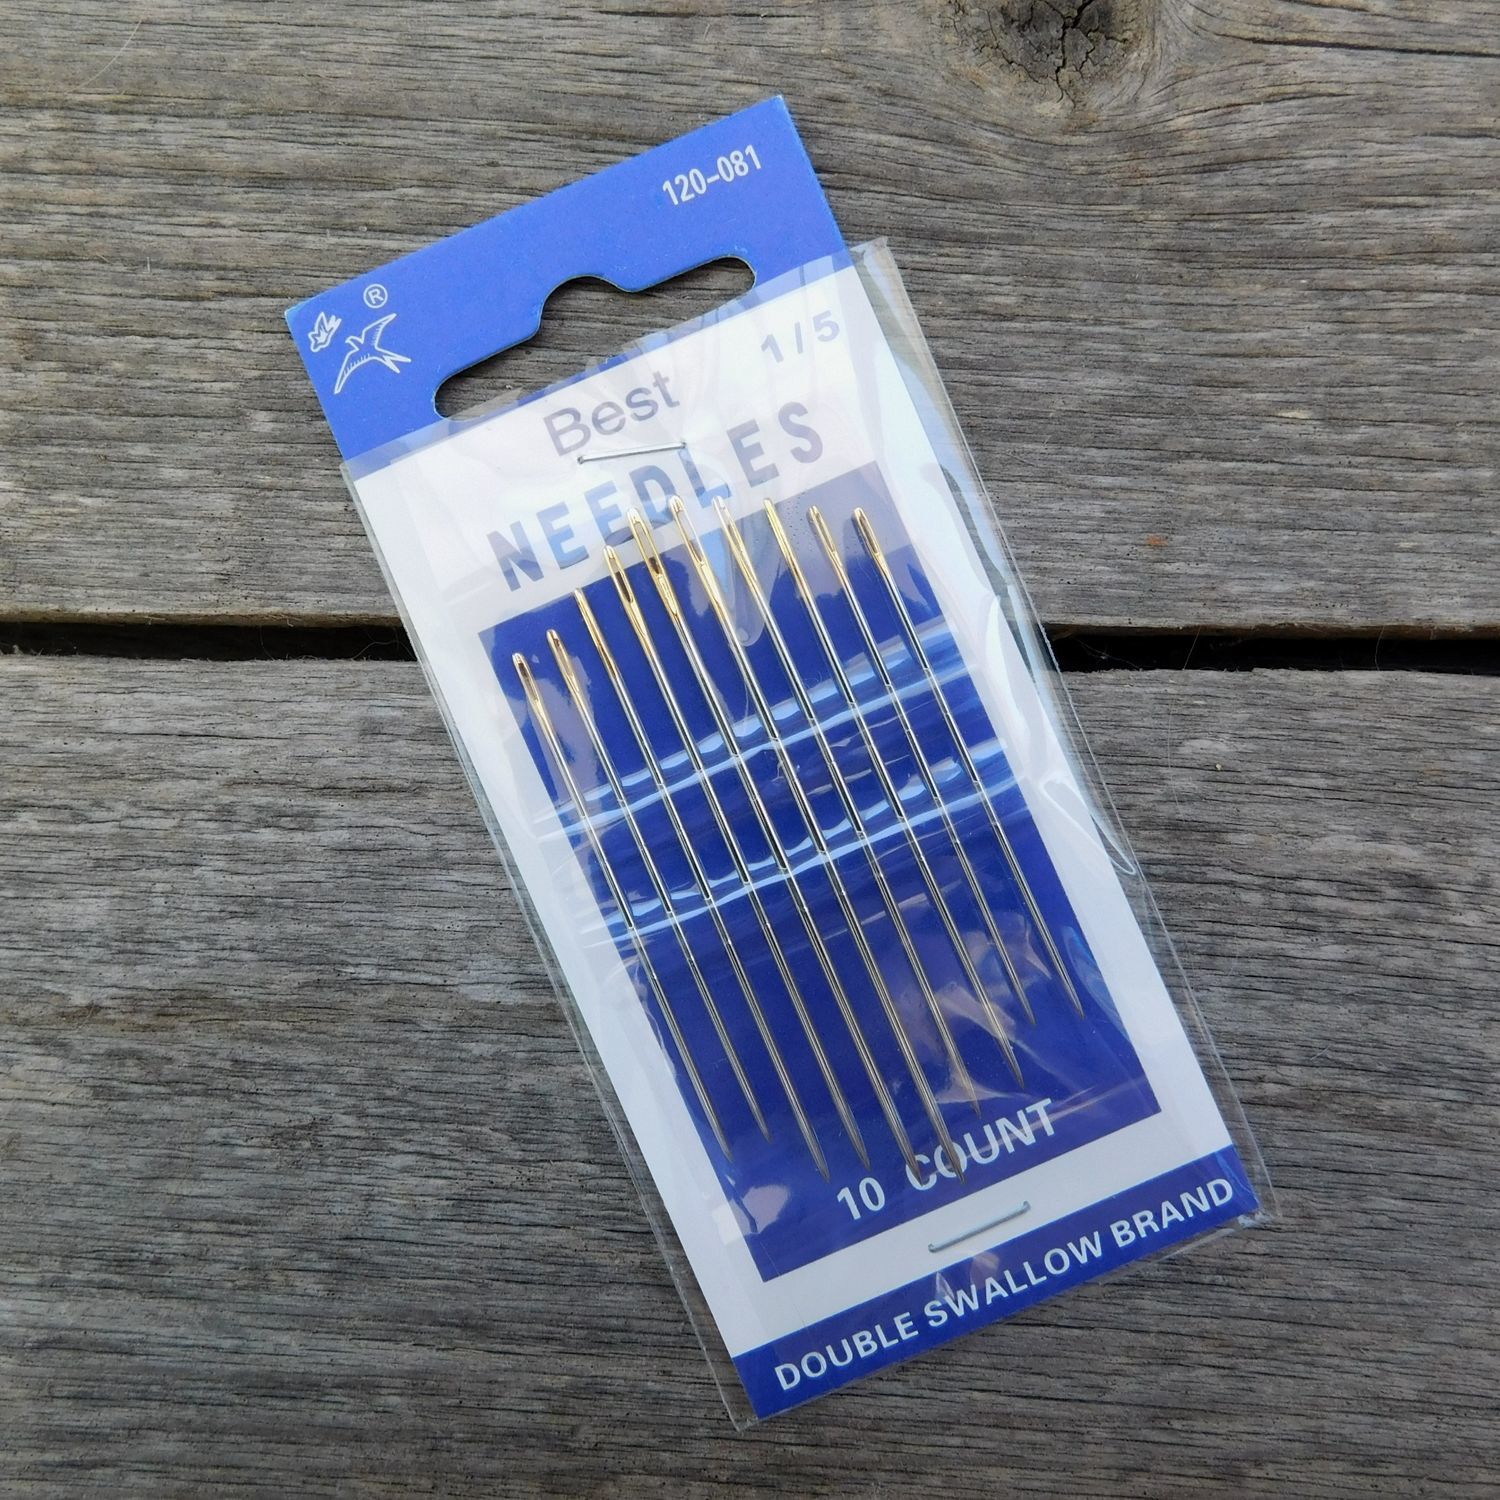 120-081
®
Best 1/5
NEEDLES
10 COUNT
DOUBLE SWALLOW BRAND